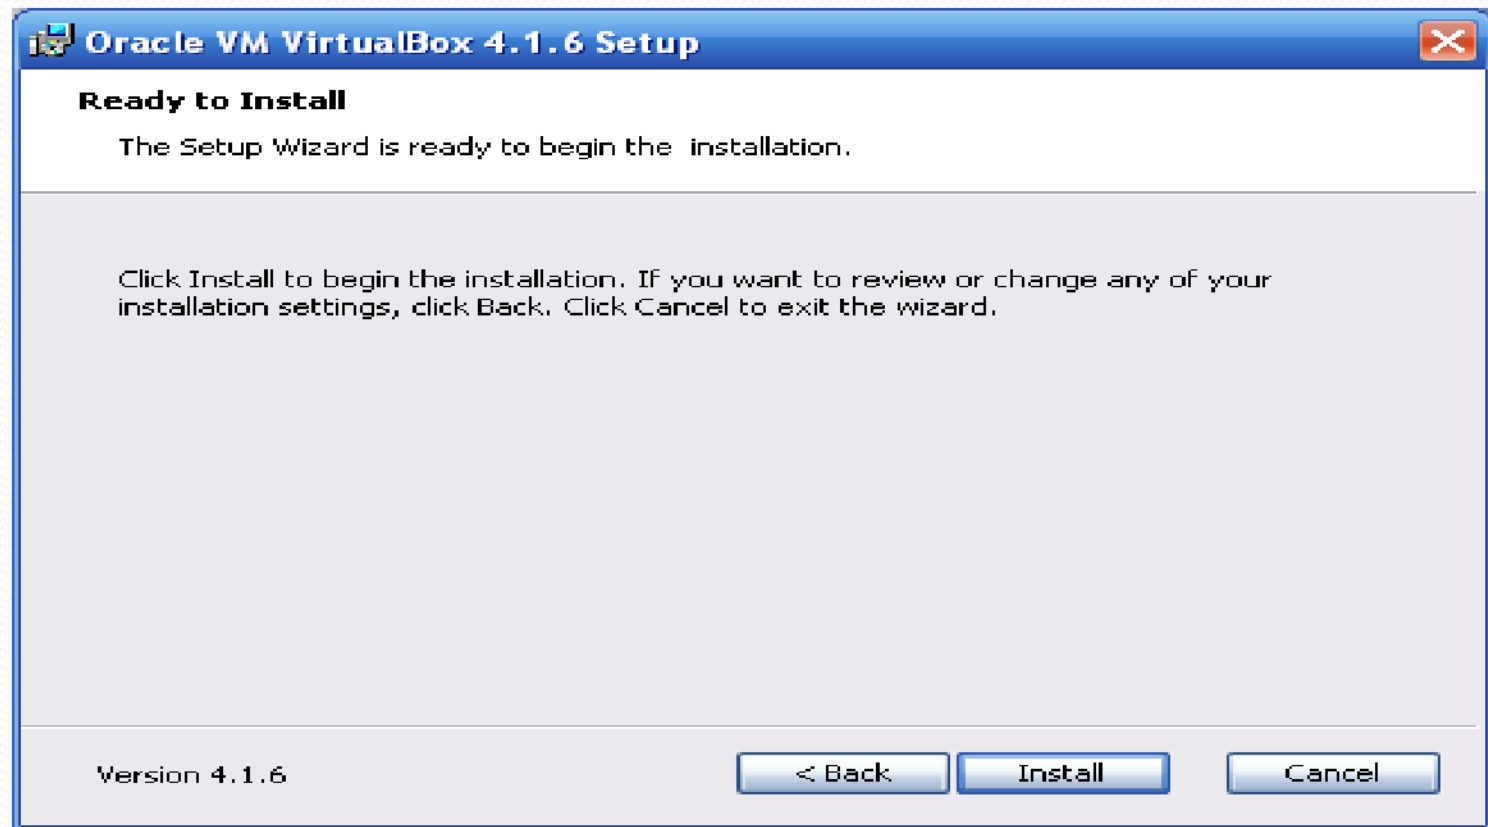 Oracle VM VirtualBox 4.1.6 Setup
Ready to Install
The Setup Wizard is ready to begin the installation.
Click Install to begin the installation. If you want to review or change any of your
installation settings, click Back. Click Cancel to exit the wizard.
Version 4.1.6
< Back
Install
Cancel